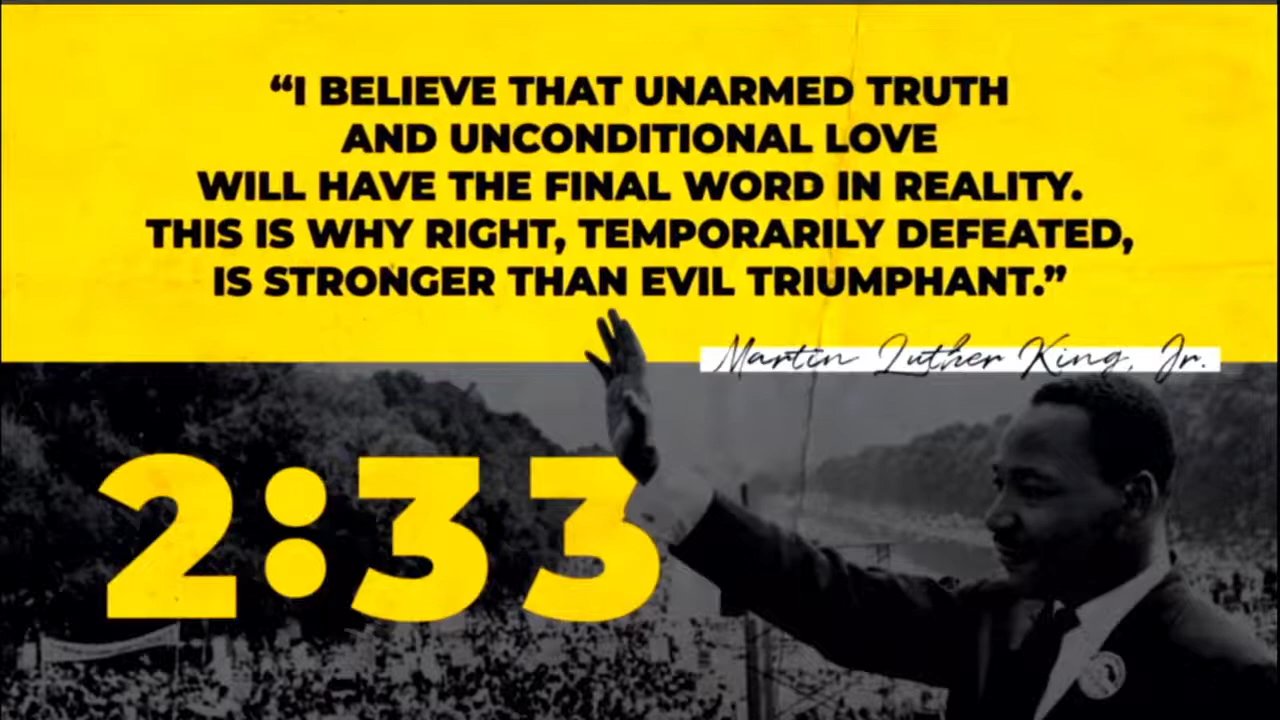 “I BELIEVE THAT UNARMED TRUTH
AND UNCONDITIONAL LOVE
WILL HAVE THE FINAL WORD IN REALITY.
THIS IS WHY RIGHT, TEMPORARILY DEFEATED,
IS STRONGER THAN EVIL TRIUMPHANT.”
Martin Luther King, Jr.
2:33